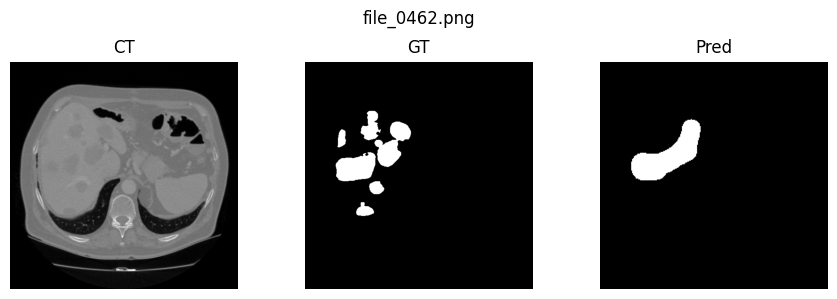 file_0462.png
CT
GT
Pred